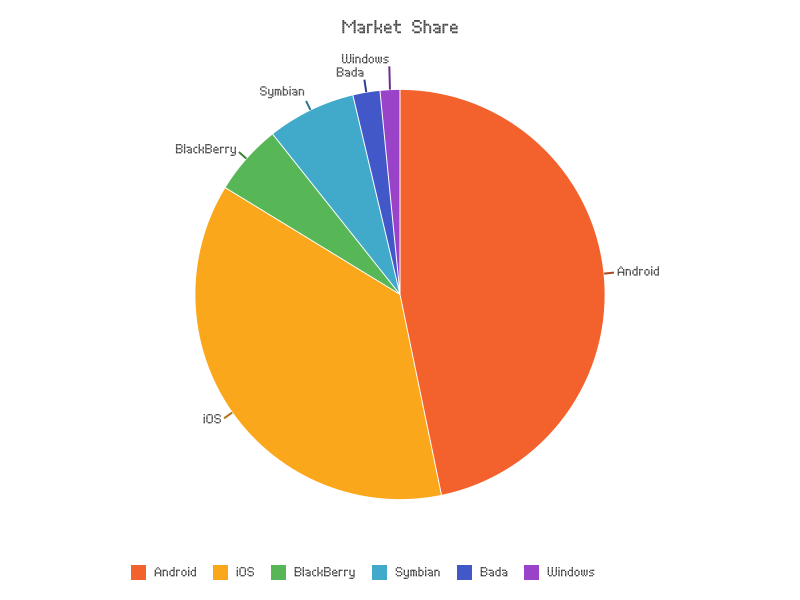 Market Share
Windows
Bada
Symbian
BlackBerry
Android
iOS
Android iOS BlackBerry Symbian Bada Windows